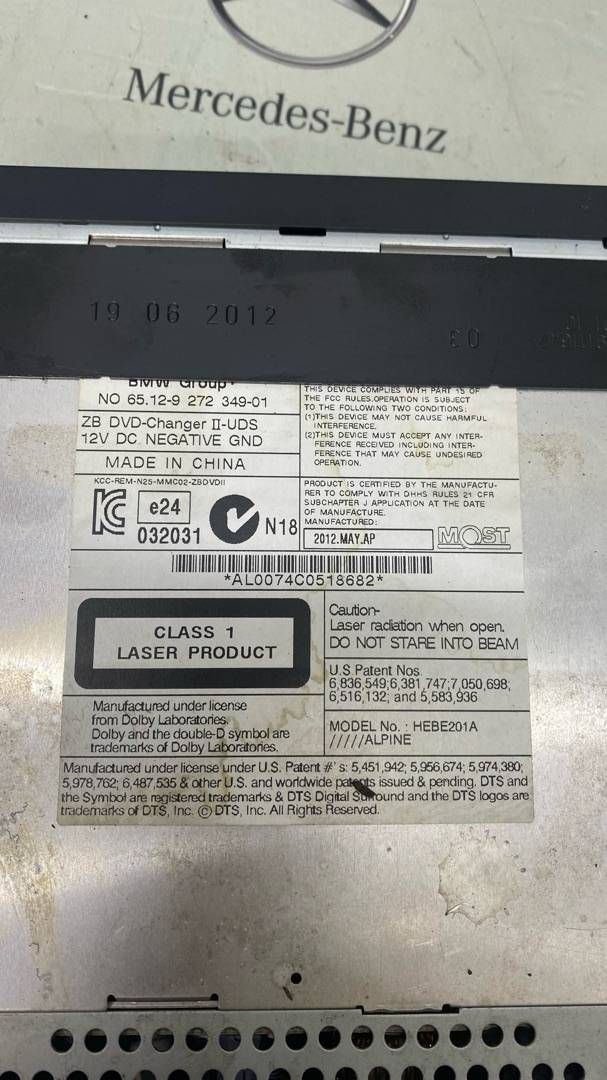 Mercedes-Benz
19 06 2012
03
BMW Group
NO 65.12-9 272 349-01
ZB DVD-Changer II-UDS
12V DC NEGATIVE GND
MADE IN CHINA
THIS DEVICE COMPLIES WITH PART 15 OF
THE FCC RULES.OPERATION IS SUBJECT
TO THE FOLLOWING TWO CONDITIONS:
(1)THIS DEVICE MAY NOT CAUSE HARMFUL
INTERFERENCE.
(2)THIS DEVICE MUST ACCEPT ANY INTER-
FERENCE RECEIVED INCLUDING INTER-
FERENCE THAT MAY CAUSE UNDESIRED
OPERATION.
KCC-REM-N25-MMC02-ZBDVDII
e24
032031
N18
PRODUCT IS CERTIFIED BY THE MANUFACTU-
RER TO COMPLY WITH DHHS RULES 21 CFR
SUBCHAPTER J APPLICATION AT THE DATE
OF MANUFACTURE.
MANUFACTURED:
2012.MAY.AP
MOST
*AL0074C0518682*
CLASS 1
LASER PRODUCT
Caution-
Laser radiation when open.
DO NOT STARE INTO BEAM
U.S Patent Nos.
6,836,549;6,381,747;7,050,698;
6,516,132; and 5,583,936
Manufactured under license
from Dolby Laboratories.
Dolby and the double-D symbol are
trademarks of Dolby Laboratories.
MODEL No. : HEBE201A
/////ALPINE
Manufactured under license under U.S. Patent #' s: 5,451,942; 5,956,674; 5,974,380;
5,978,762; 6,487,535 & other U.S. and worldwide patents issued & pending. DTS and
the Symbol are registered trademarks & DTS Digital Surround and the DTS logos are
trademarks of DTS, Inc. © DTS, Inc. All Rights Reserved.